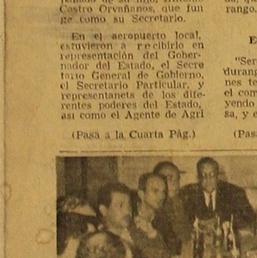 Castro Orvuñanos, que fun
ge como su Secretario.
En el aeropuerto local,
estuvieron a recibirlo en
representación del Gober-
nador del Estado, el Secre
tario General de Gobierno,
el Secretario Particular, y
representanets de los dife-
rentes poderes del Estado,
así como el Agente de Agri
(Pasa a la Cuarta Pág.)
rango.
E
"Ser
durang
nes te
el com
yendo
sa, y e
(Pas